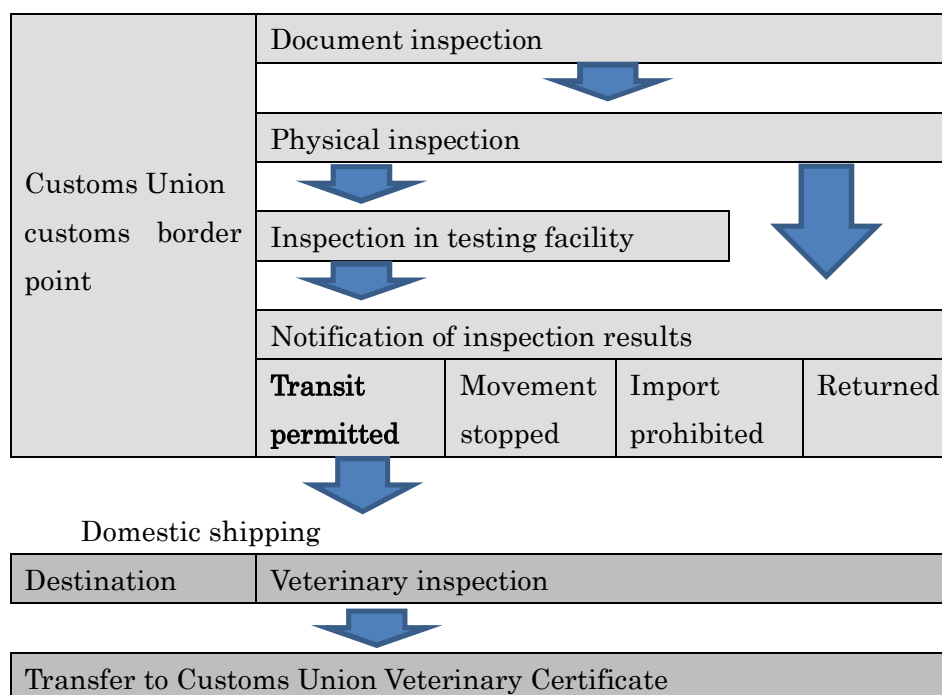 Document inspection
Physical inspection
Customs Union
customs border
point
Inspection in testing facility
Notification of inspection results
Transit
permitted
Movement
stopped
Import
prohibited
Returned
Domestic shipping
Destination
Veterinary inspection
Transfer to Customs Union Veterinary Certificate